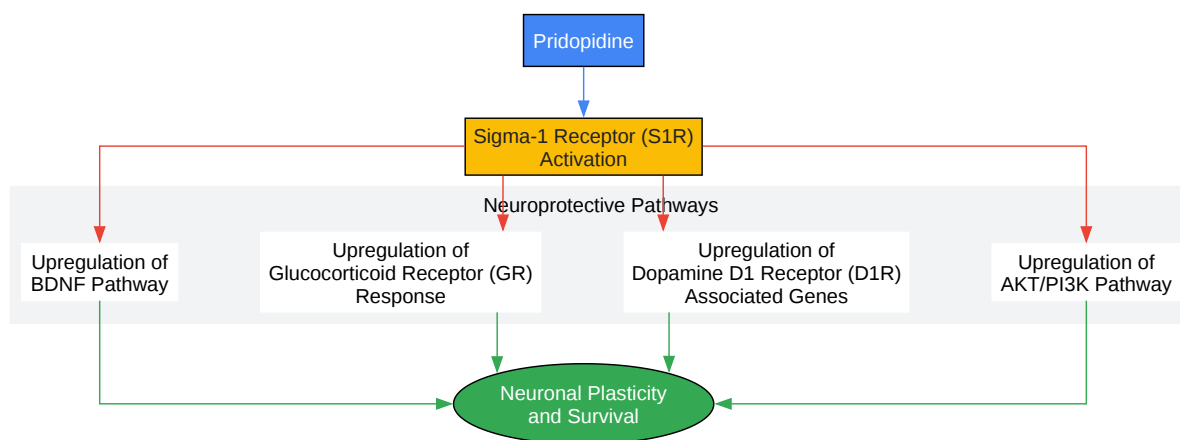 Pridopidine
Sigma-1 Receptor (S1R)
Activation
Neuroprotective Pathways
Upregulation of
BDNF Pathway
Upregulation of
Glucocorticoid Receptor (GR)
Response
Upregulation of
Dopamine D1 Receptor (D1R)
Associated Genes
Upregulation of
AKT/PI3K Pathway
Neuronal Plasticity
and Survival